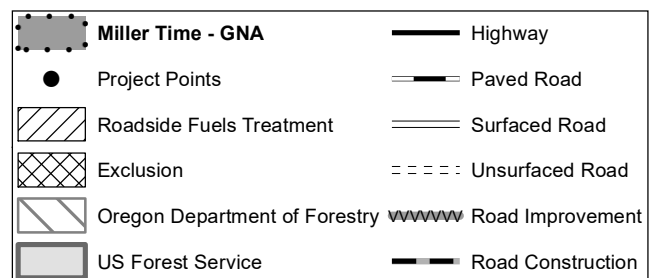 Miller Time - GNA
Project Points
Roadside Fuels Treatment
Exclusion
Oregon Department of Forestry
US Forest Service
Highway
Paved Road
Surfaced Road
Unsurfaced Road
Road Improvement
Road Construction